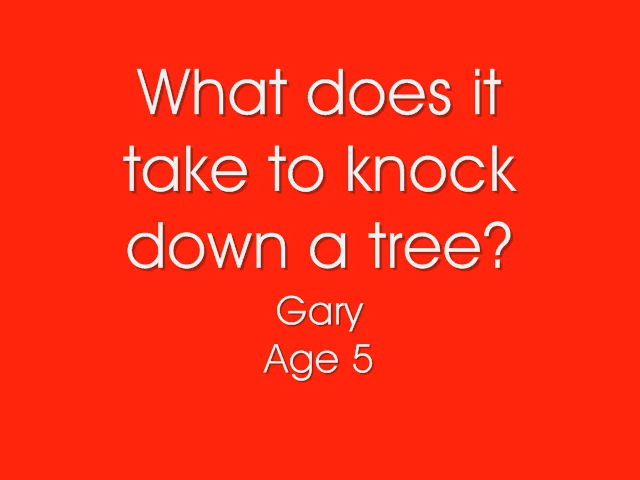 What does it
take to knock
down a tree?
Gary
Age 5